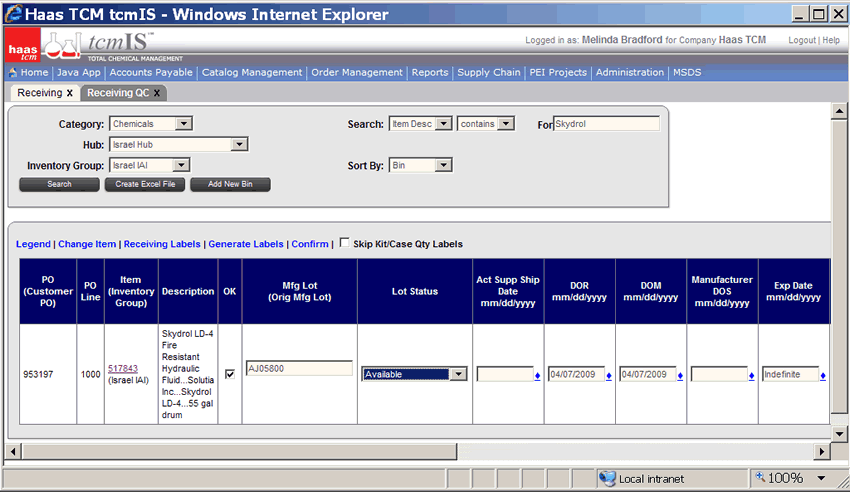 Haas TCM tcmIS - Windows Internet Explorer
haas tcm
tcmIS™
TOTAL CHEMICAL MANAGEMENT
Logged in as: Melinda Bradford for Company Haas TCM Logout | Help
Home | Java App | Accounts Payable | Catalog Management | Order Management | Reports | Supply Chain | PEI Projects | Administration | MSDS
Receiving x Receiving QC x
Category: Chemicals Search: Item Desc contains For Skydrol
Hub: Israel Hub
Inventory Group: Israel IAI Sort By: Bin
Search Create Excel File Add New Bin
Legend | Change Item | Receiving Labels | Generate Labels | Confirm | Skip Kit/Case Qty Labels
PO (Customer PO)
PO Line
Item (Inventory Group)
Description
OK
Mfg Lot (Orig Mfg Lot)
Lot Status
Act Supp Ship Date mm/dd/yyyy
DOR mm/dd/yyyy
DOM mm/dd/yyyy
Manufacturer DOS mm/dd/yyyy
Exp Date mm/dd/yyyy
953197
1000
517843
(Israel IAI)
Skydrol LD-4
Fire
Resistant
Hydraulic
Fluid...Solutia
Inc...Skydrol
LD-4...55 gal
drum
AJ05800
Available
04/07/2009
04/07/2009
Indefinite
Local intranet
100%